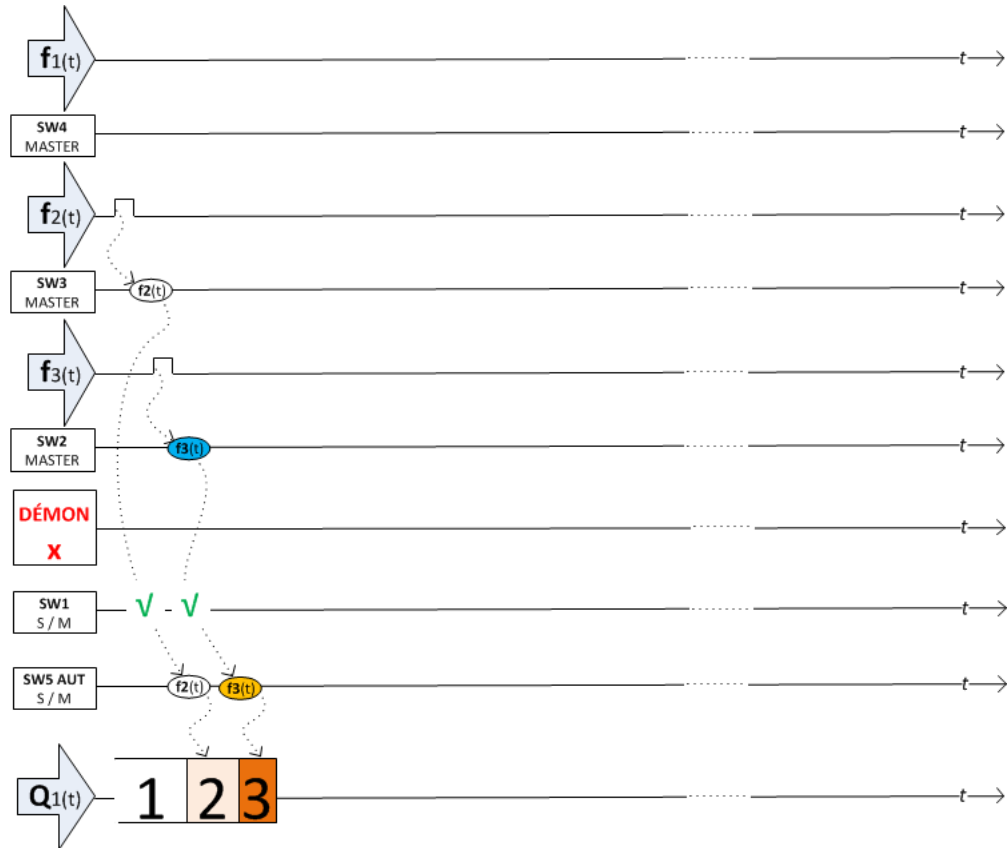 f1(t)
t
SW4
MASTER
t
f2(t)
t
SW3
MASTER
f2(t)
t
f3(t)
t
SW2
MASTER
f3(t)
t
DÉMON
X
t
SW1
S / M
√
√
t
SW5 AUT
S / M
f2(t)
f3(t)
t
Q1(t)
1
2
3
t